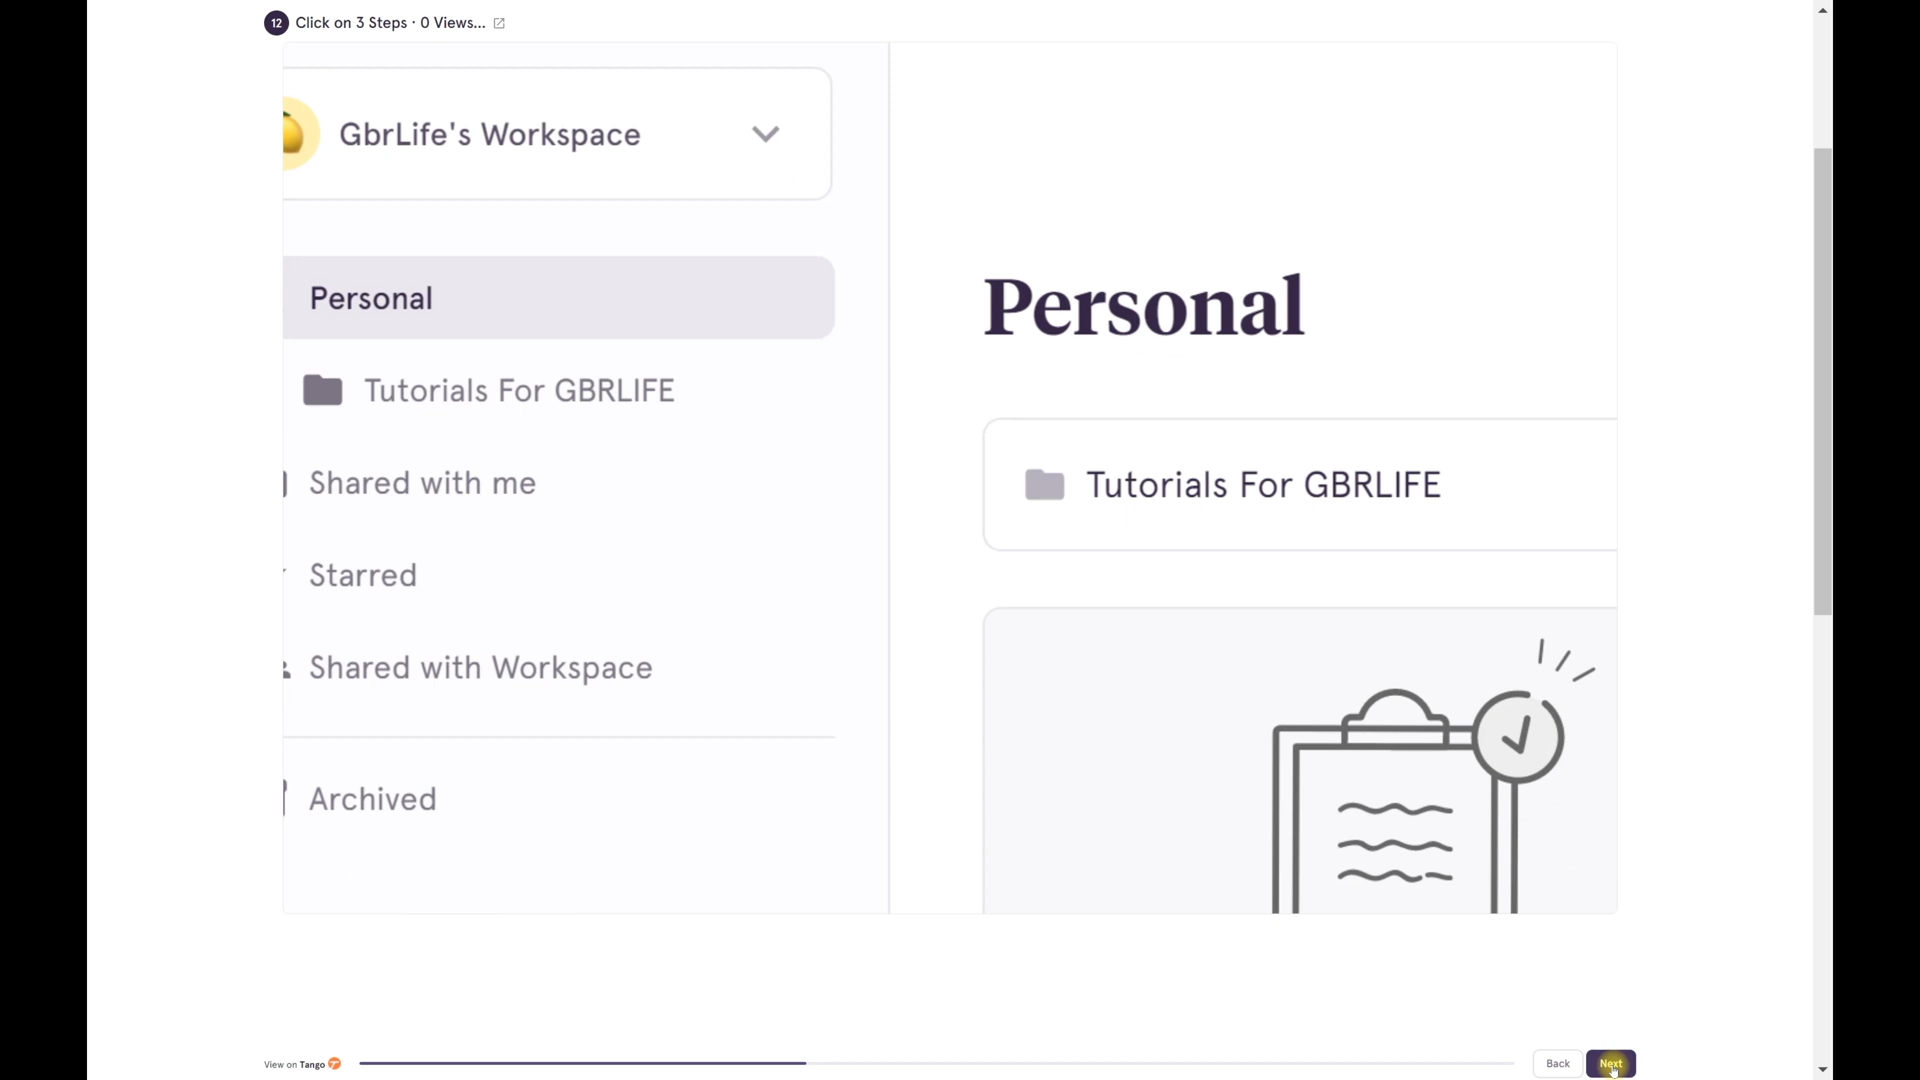 12 Click on 3 Steps · 0 Views...
GbrLife's Workspace
Personal
Tutorials For GBRLIFE
Shared with me
Starred
Shared with Workspace
Archived
Personal
Tutorials For GBRLIFE
View on Tango
Back
Next